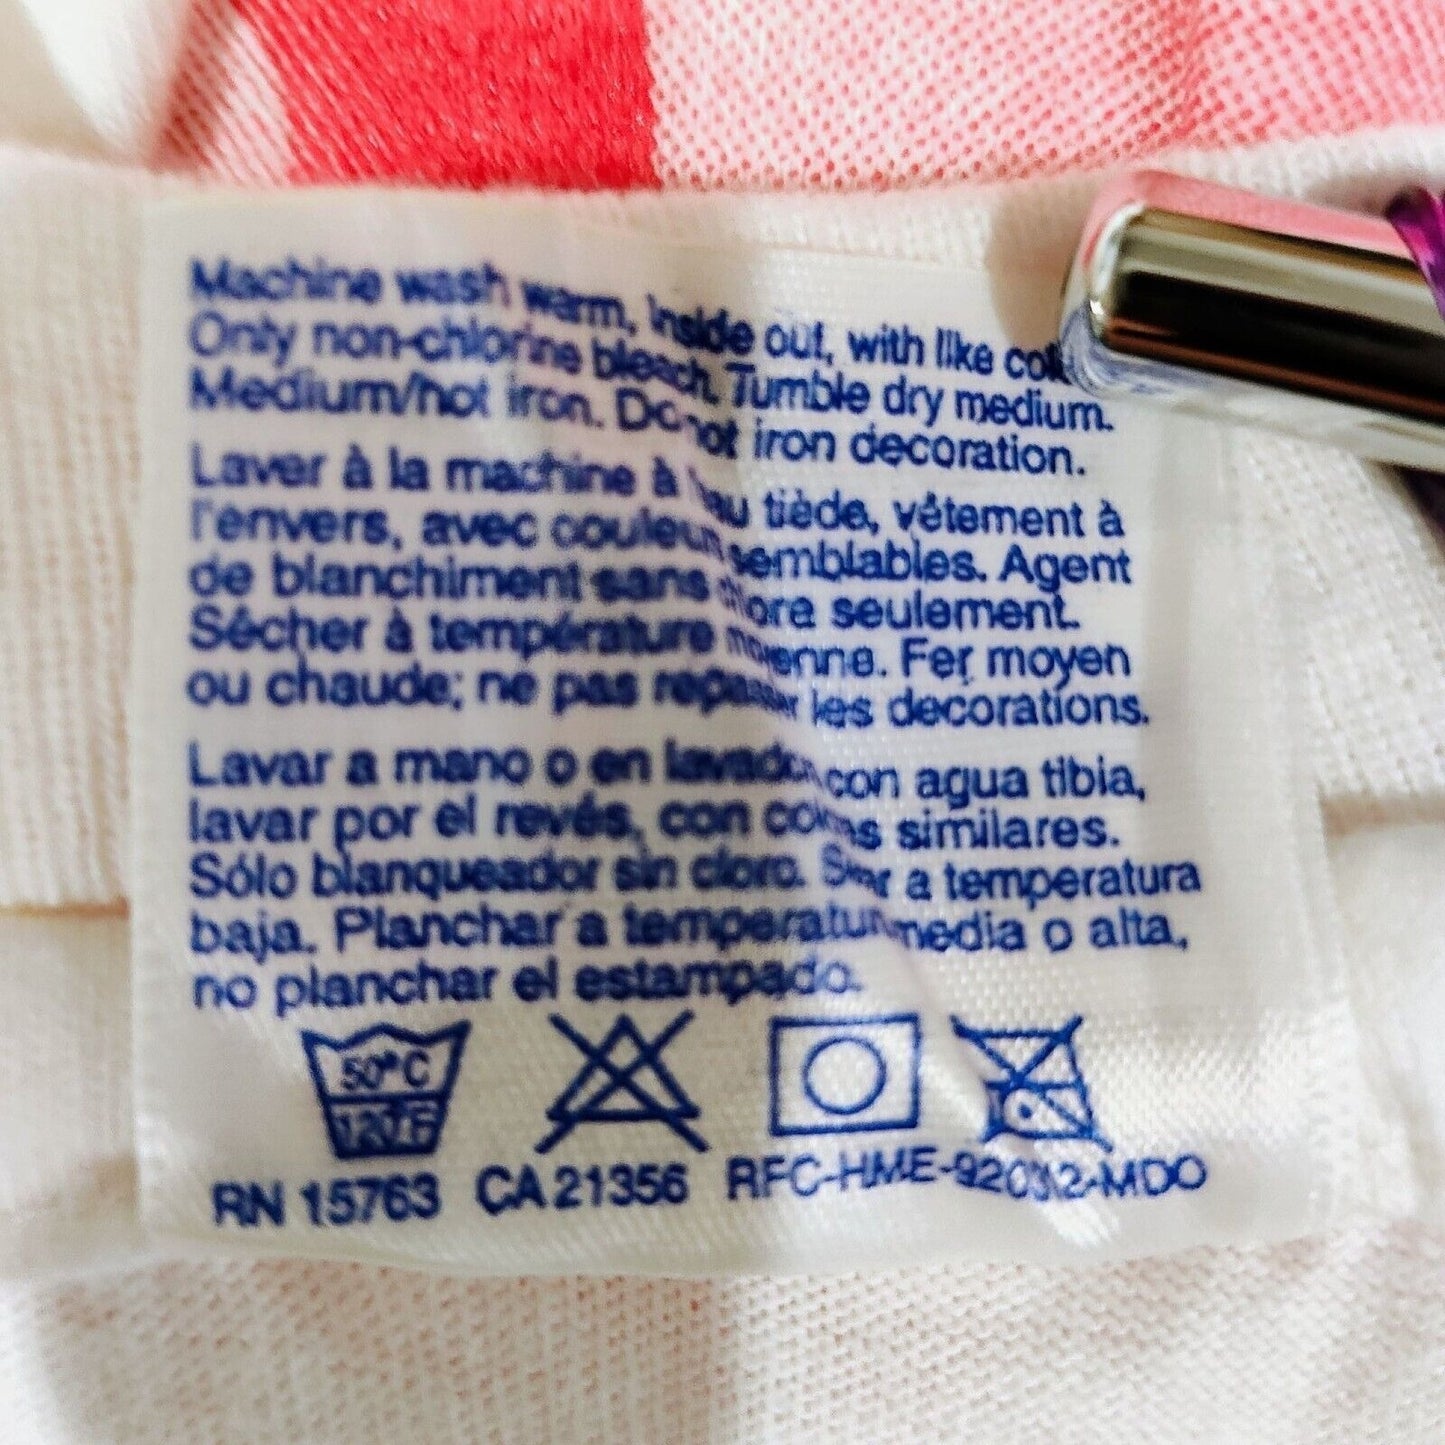 Machine wash warm, inside out, with like
Only non-chlorine bleach. Tumble dry medium.
Medium/hot iron. Do not iron decoration.
Laver à la machine à l'eau tiède, vêtement à
l'envers, avec couleurs semblables. Agent
de blanchiment sans chlore seulement.
Sécher à température moyenne. Fer moyen
ou chaude; ne pas repasser les decorations.
Lavar a mano o en lavadora con agua tibia,
lavar por el revés, con colores similares.
Sólo blanqueador sin cloro. Secar a temperatura
baja. Planchar a temperatura media o alta,
no planchar el estampado.
50°C
120°F
RN 15763 CA 21356